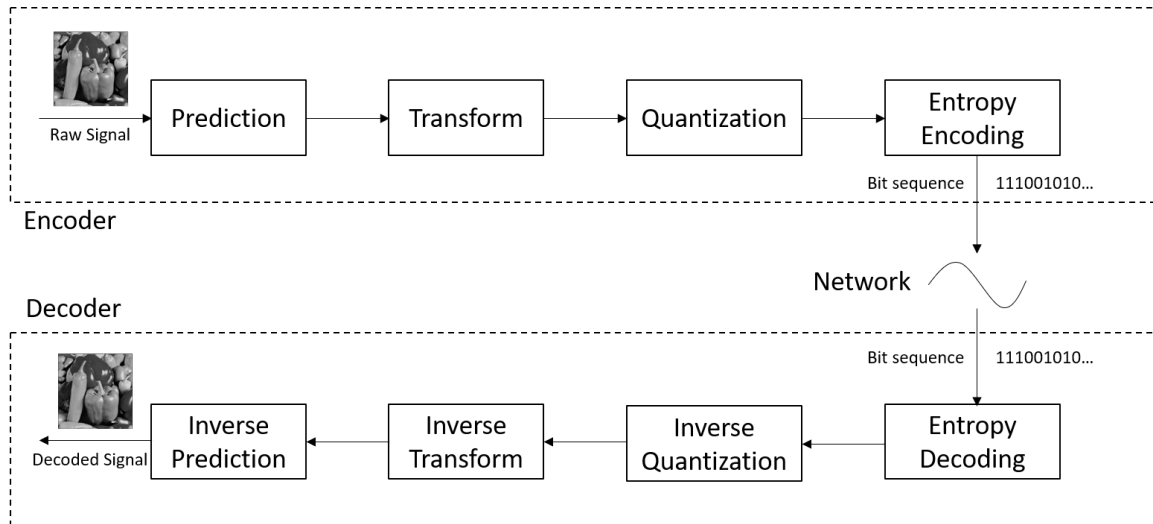 Raw Signal
Prediction
Transform
Quantization
Entropy
Encoding
Bit sequence 111001010...
Encoder
Network
Decoder
Bit sequence 111001010...
Entropy
Decoding
Inverse
Quantization
Inverse
Transform
Inverse
Prediction
Decoded Signal